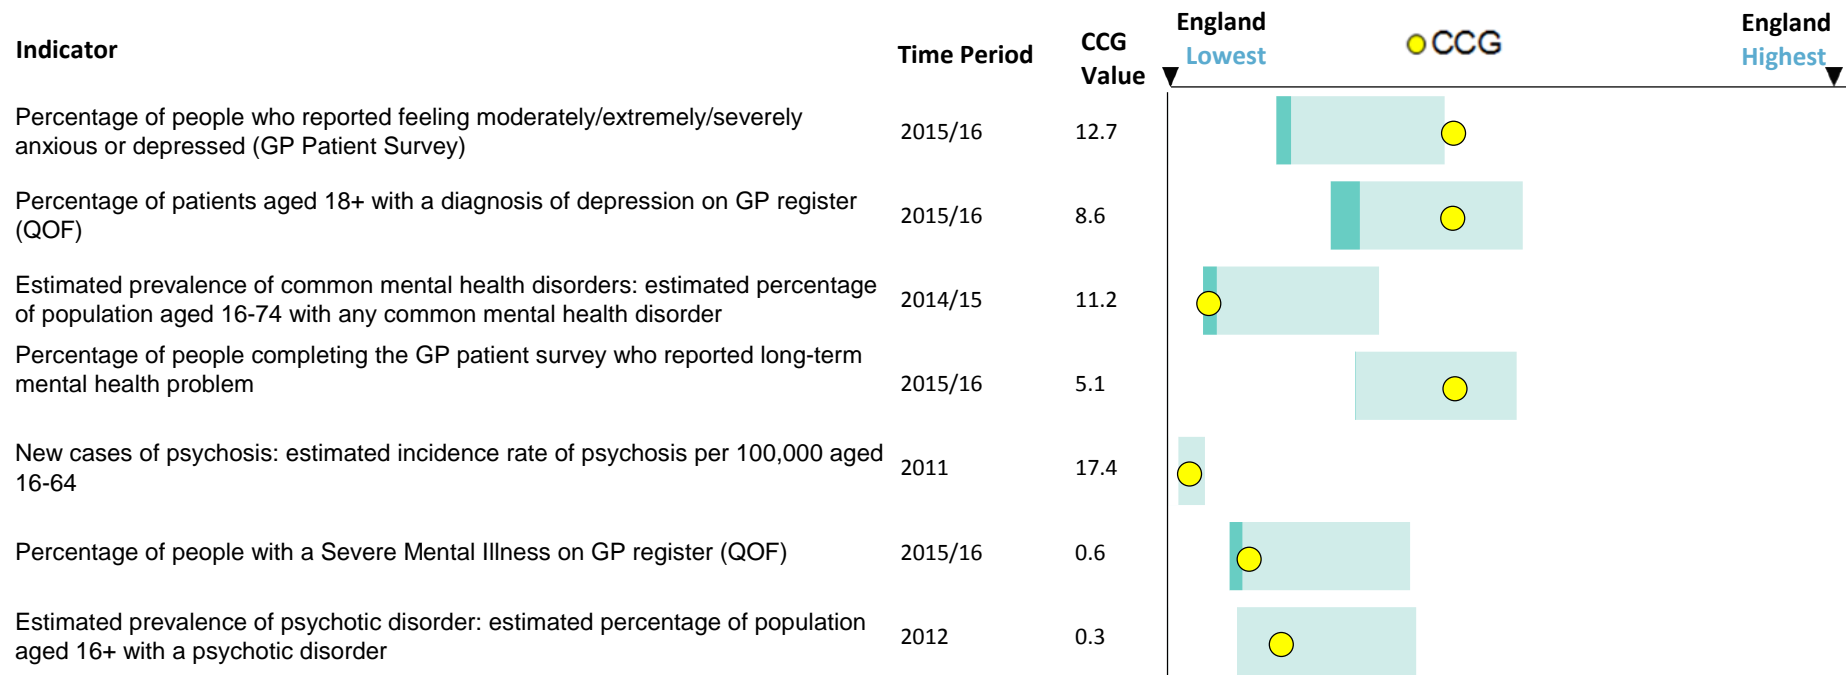 Indicator
Time Period
CCG
Value
England
Lowest
CCG
England
Highest
Percentage of people who reported feeling moderately/extremely/severely
anxious or depressed (GP Patient Survey)
2015/16
12.7
Percentage of patients aged 18+ with a diagnosis of depression on GP register
(QOF)
2015/16
8.6
Estimated prevalence of common mental health disorders: estimated percentage
of population aged 16-74 with any common mental health disorder
2014/15
11.2
Percentage of people completing the GP patient survey who reported long-term
mental health problem
2015/16
5.1
New cases of psychosis: estimated incidence rate of psychosis per 100,000 aged
16-64
2011
17.4
Percentage of people with a Severe Mental Illness on GP register (QOF)
2015/16
0.6
Estimated prevalence of psychotic disorder: estimated percentage of population
aged 16+ with a psychotic disorder
2012
0.3